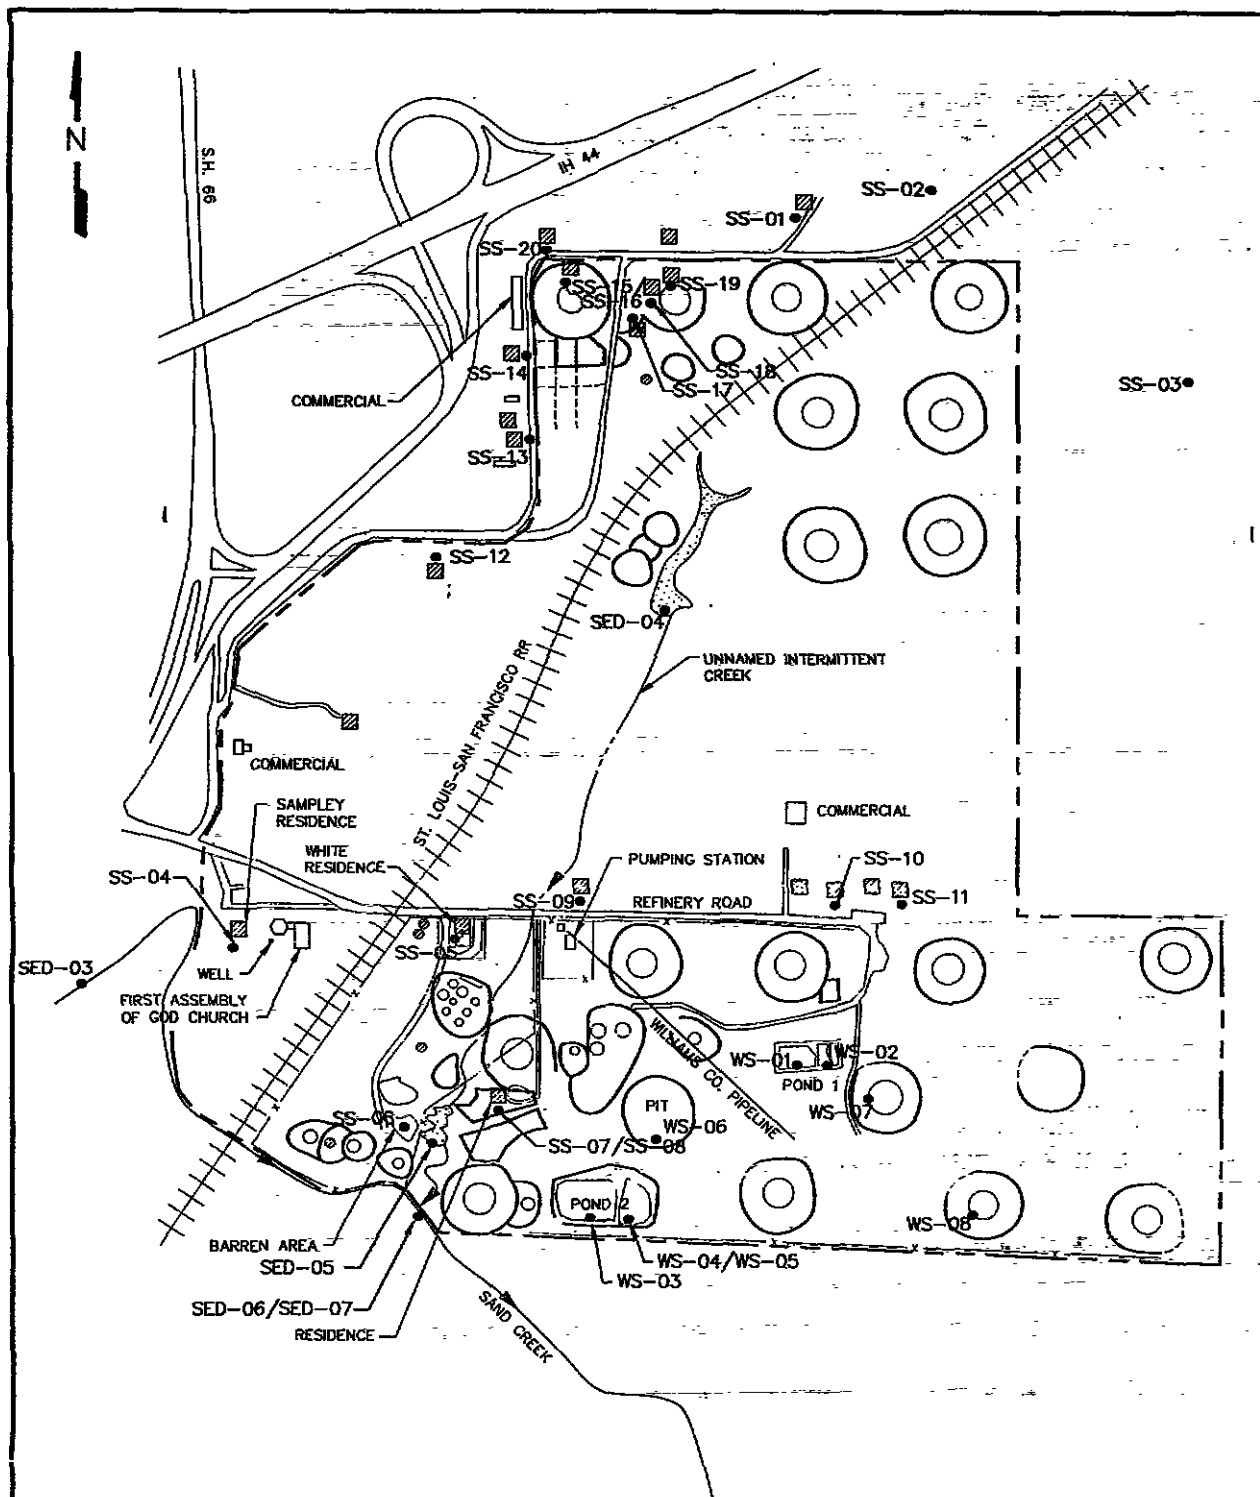 N
S.H. 66
IH 44
SS-02
SS-01
SS-20
SS-15
SS-19
SS-16
SS-18
SS-14
SS-17
SS-03
COMMERCIAL
SS-13
SS-12
SED-04
UNNAMED INTERMITTENT
CREEK
ST. LOUIS-SAN FRANCISCO RR
COMMERCIAL
SAMPLEY
RESIDENCE
COMMERCIAL
WHITE
RESIDENCE
PUMPING STATION
SS-10
SS-04
SS-09
REFINERY ROAD
SS-11
SED-03
WELL
SS-05
FIRST ASSEMBLY
OF GOD CHURCH
WILLIAMS CO. PIPELINE
WS-01
WS-02
POND 1
PIT
WS-07
SS-06
WS-06
SS-07/SS-08
POND 2
WS-08
BARREN AREA
SED-05
WS-04/WS-05
WS-03
SED-06/SED-07
RESIDENCE
SAND CREEK